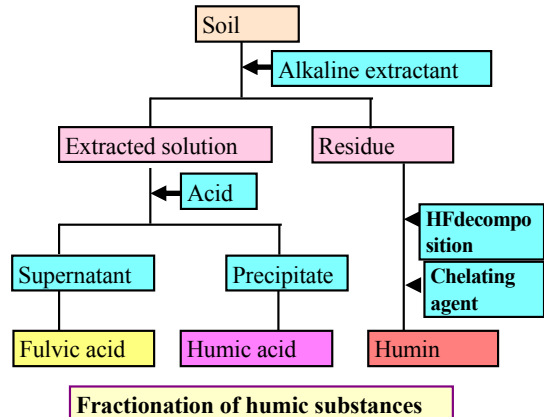 Soil
Alkaline extractant
Extracted solution
Residue
Acid
HFdecompo
sition
Supernatant
Precipitate
Chelating
agent
Fulvic acid
Humic acid
Humin
Fractionation of humic substances